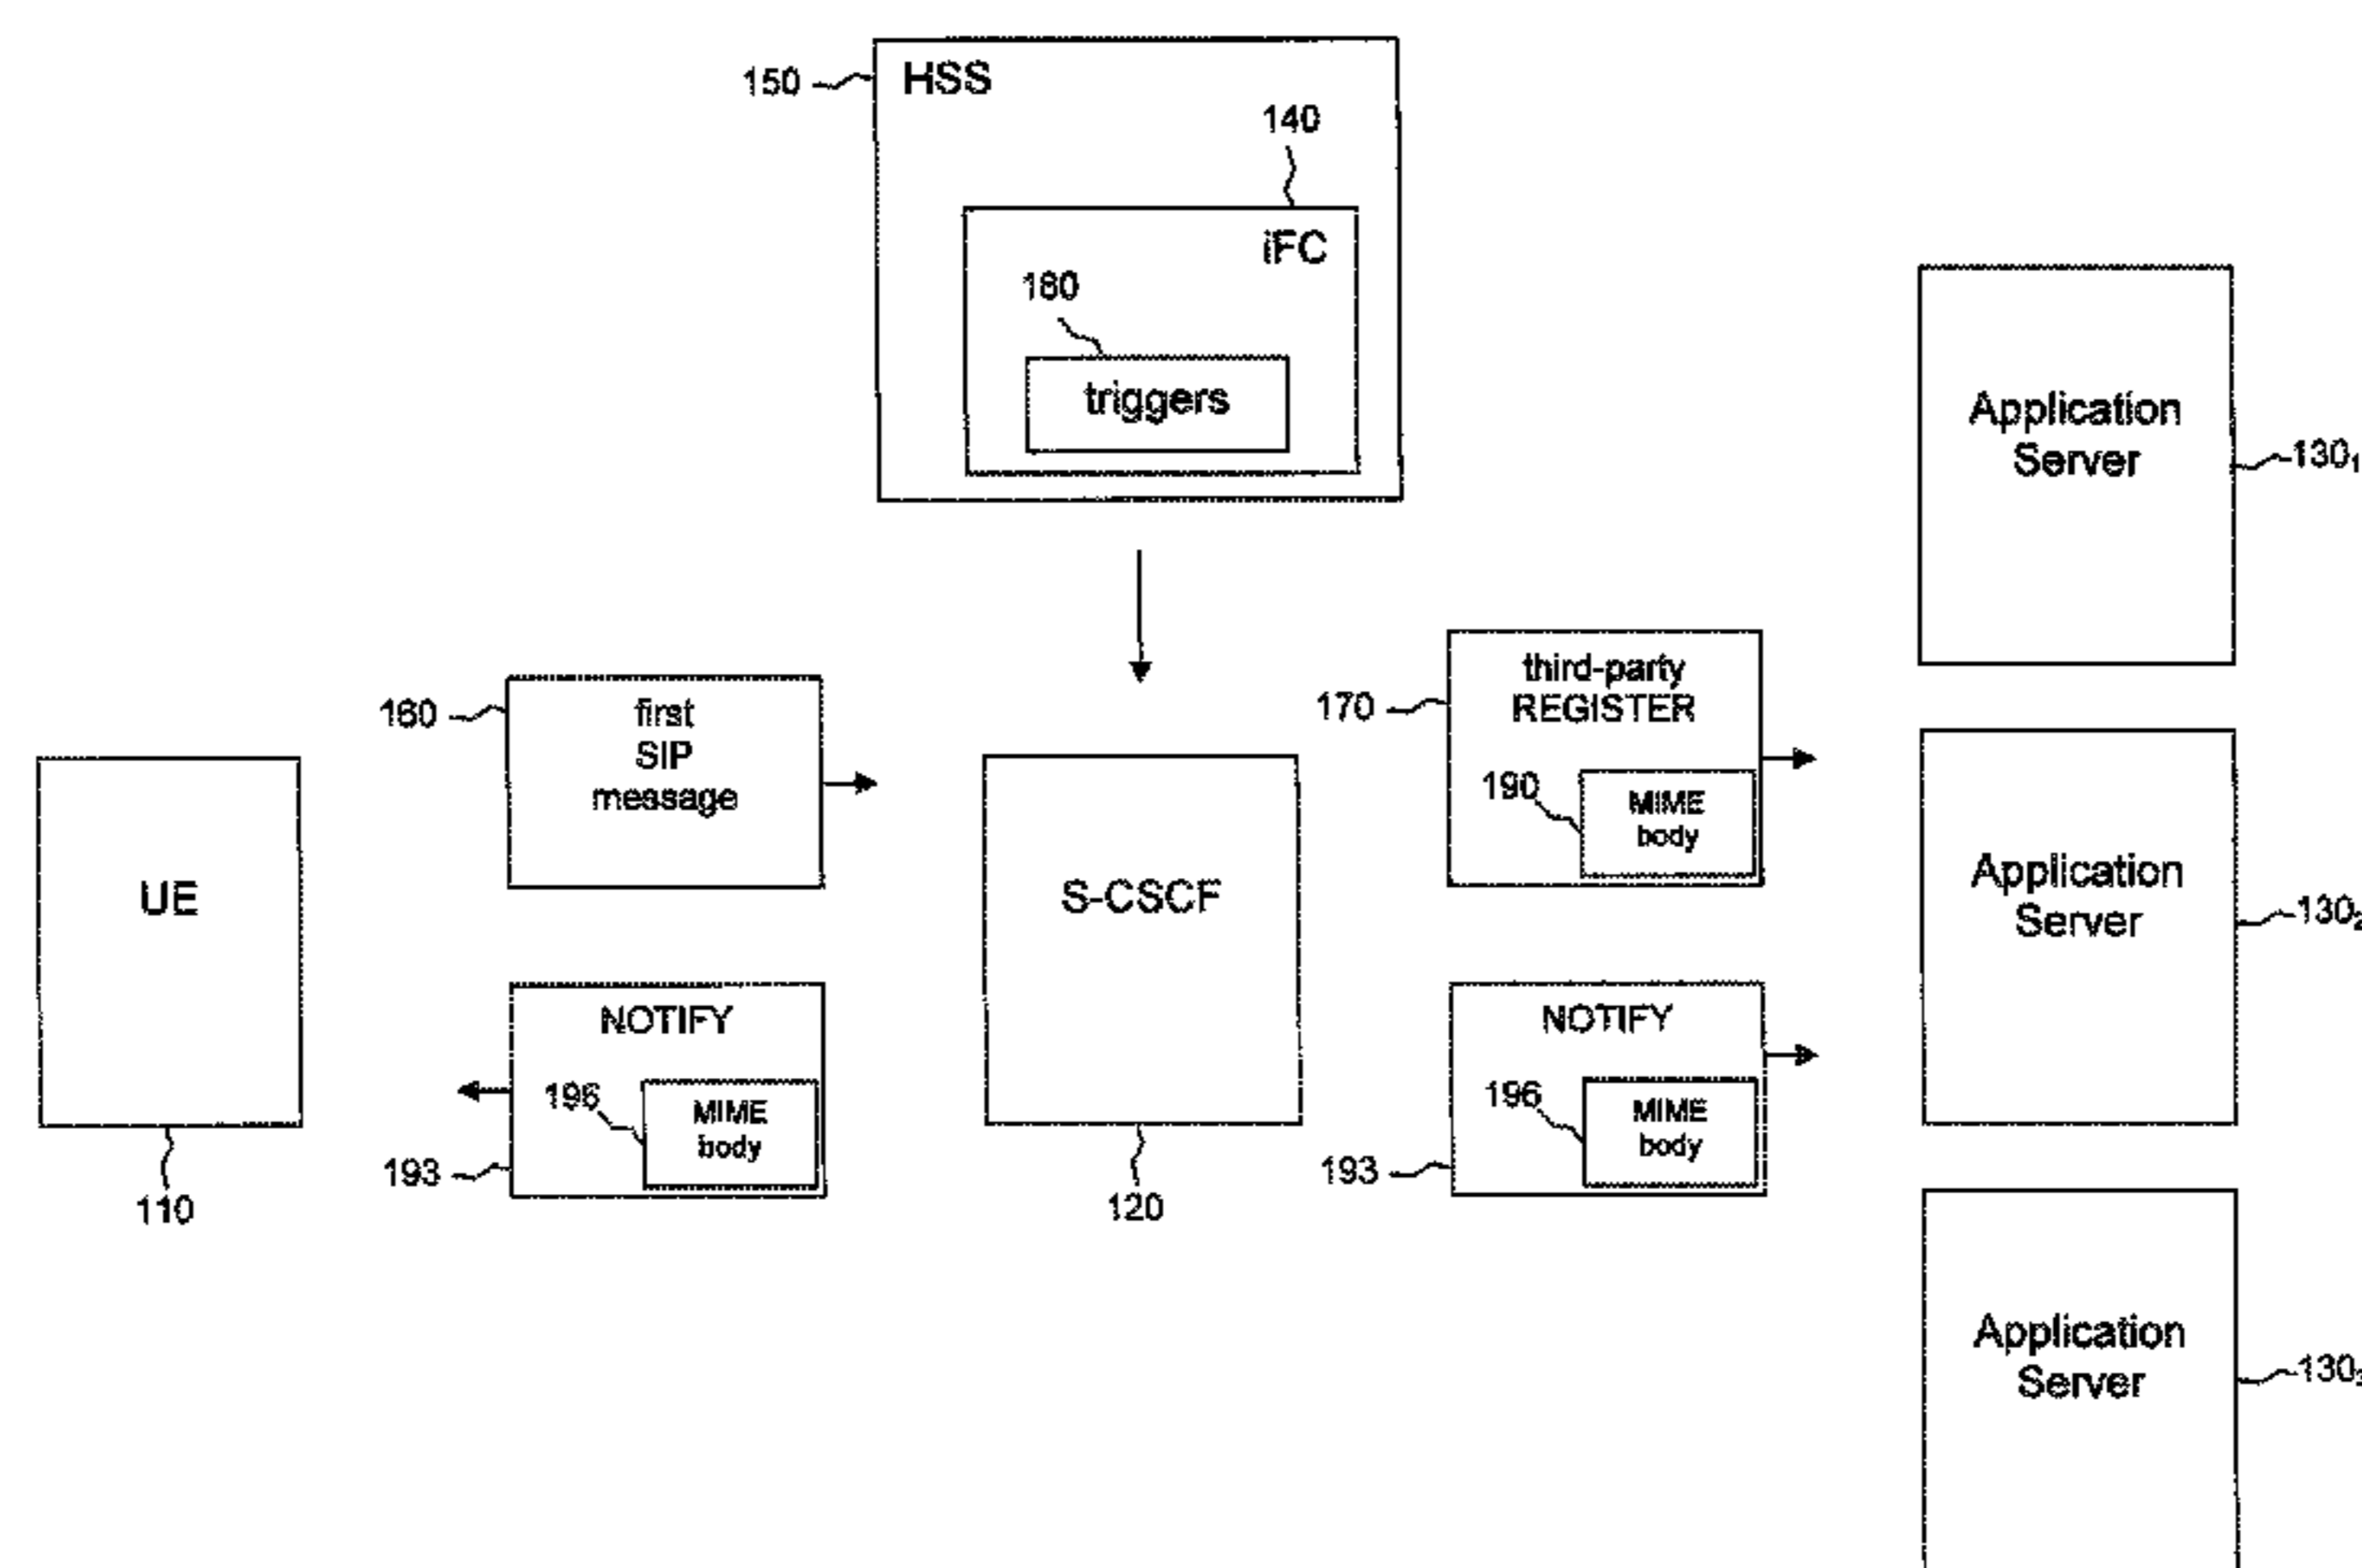 150
HSS
140
iFC
180
triggers
Application
Server
130₁
160
first
SIP
message
170
third-party
REGISTER
190
MIME
body
UE
110
S-CSCF
120
Application
Server
130₂
NOTIFY
196
MIME
body
193
NOTIFY
196
MIME
body
193
Application
Server
130₃